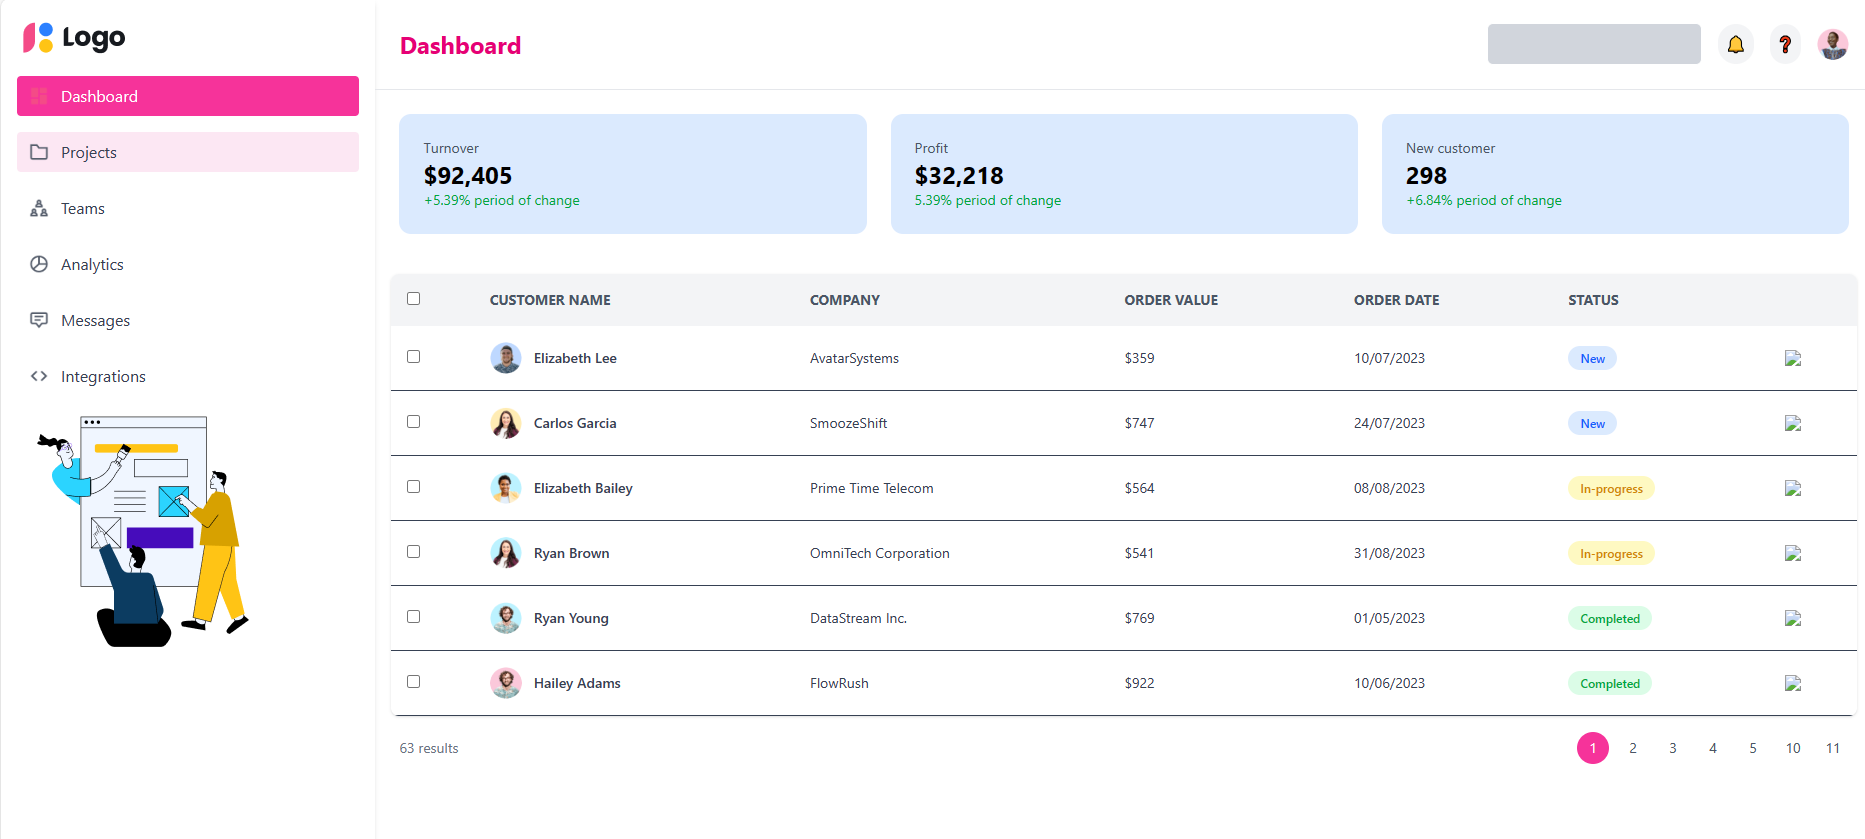 Logo
Dashboard
Projects
Teams
Analytics
Messages
Integrations
Dashboard
Turnover
$92,405
+5.39% period of change
Profit
$32,218
5.39% period of change
New customer
298
+6.84% period of change
CUSTOMER NAME COMPANY ORDER VALUE ORDER DATE STATUS
Elizabeth Lee AvatarSystems $359 10/07/2023 New
Carlos Garcia SmoozeShift $747 24/07/2023 New
Elizabeth Bailey Prime Time Telecom $564 08/08/2023 In-progress
Ryan Brown OmniTech Corporation $541 31/08/2023 In-progress
Ryan Young DataStream Inc. $769 01/05/2023 Completed
Hailey Adams FlowRush $922 10/06/2023 Completed
63 results 1 2 3 4 5 10 11